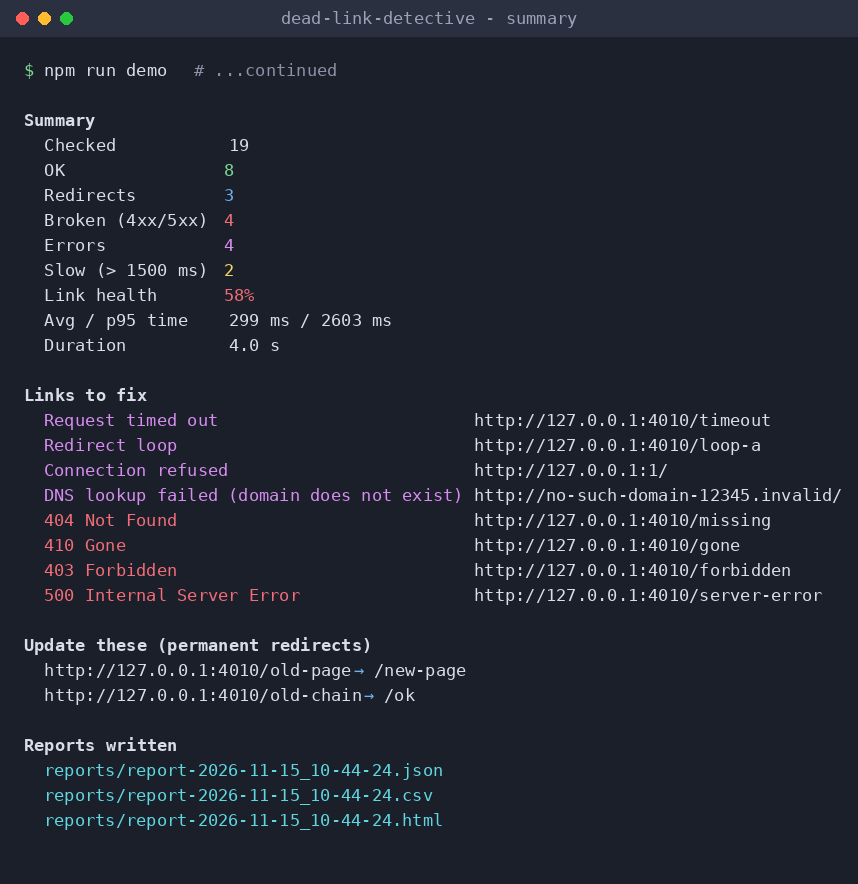 dead-link-detective - summary
$ npm run demo # ...continued
Summary
Checked 19
OK 8
Redirects 3
Broken (4xx/5xx) 4
Errors 4
Slow (> 1500 ms) 2
Link health 58%
Avg / p95 time 299 ms / 2603 ms
Duration 4.0 s
Links to fix
Request timed out http://127.0.0.1:4010/timeout
Redirect loop http://127.0.0.1:4010/loop-a
Connection refused http://127.0.0.1:1/
DNS lookup failed (domain does not exist) http://no-such-domain-12345.invalid/
404 Not Found http://127.0.0.1:4010/missing
410 Gone http://127.0.0.1:4010/gone
403 Forbidden http://127.0.0.1:4010/forbidden
500 Internal Server Error http://127.0.0.1:4010/server-error
Update these (permanent redirects)
http://127.0.0.1:4010/old-page → /new-page
http://127.0.0.1:4010/old-chain → /ok
Reports written
reports/report-2026-11-15_10-44-24.json
reports/report-2026-11-15_10-44-24.csv
reports/report-2026-11-15_10-44-24.html